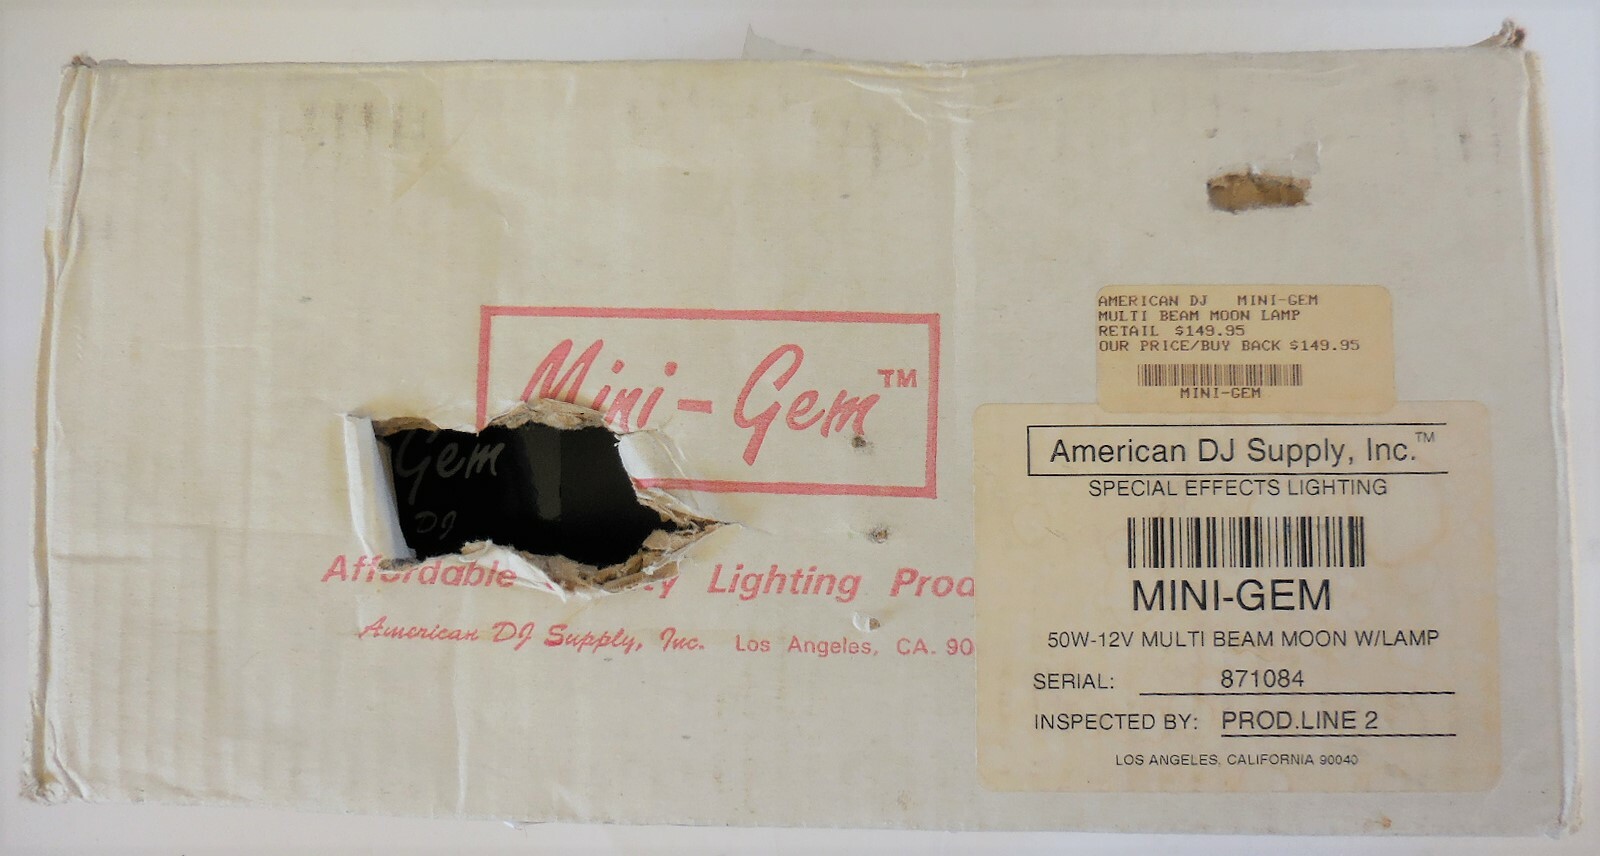 Mini-Gem™
Gem
DJ
Affordable Lighting Prod
American DJ Supply, Inc. Los Angeles, CA. 90
AMERICAN DJ MINI-GEM
MULTI BEAM MOON LAMP
RETAIL $149.95
OUR PRICE/BUY BACK $149.95
MINI-GEM
American DJ Supply, Inc.™
SPECIAL EFFECTS LIGHTING
MINI-GEM
50W-12V MULTI BEAM MOON W/LAMP
SERIAL: 871084
INSPECTED BY: PROD.LINE 2
LOS ANGELES, CALIFORNIA 90040